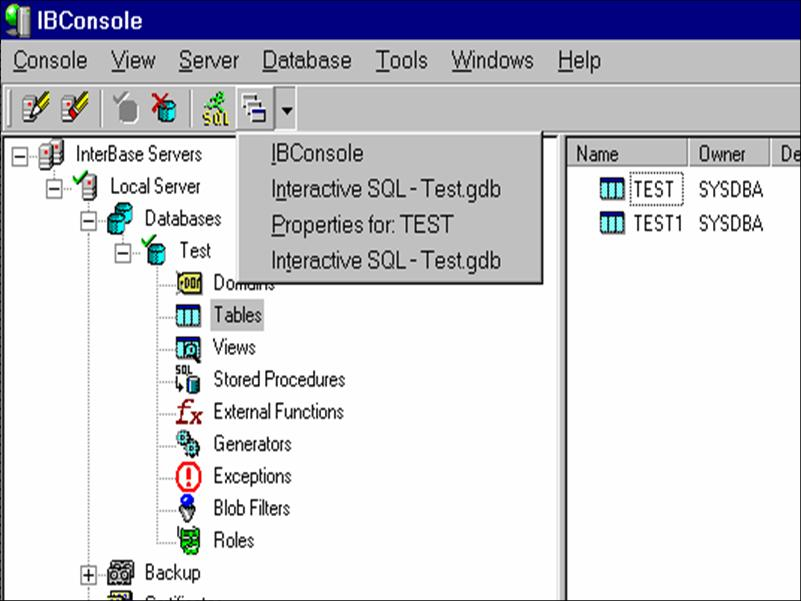 IBConsole
Console View Server Database Tools Windows Help
SQL
IBConsole
Interactive SQL - Test.gdb
Properties for: TEST
Interactive SQL - Test.gdb
InterBase Servers
Local Server
Databases
Test
Domains
Tables
Views
SQL
Stored Procedures
fx
External Functions
Generators
Exceptions
Blob Filters
Roles
Backup
Name Owner De
TEST SYSDBA
TEST1 SYSDBA